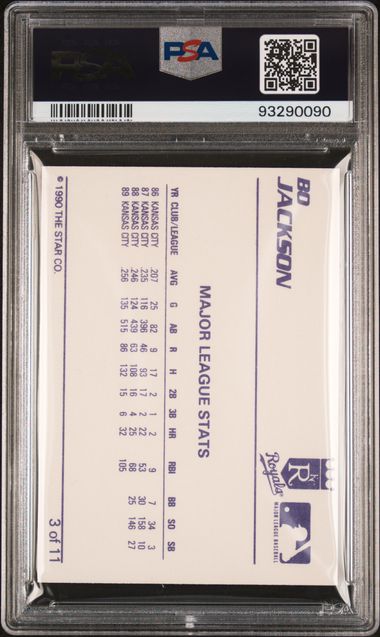 PSA
PSA
93290090
BO
JACKSON
Royals
R
MAJOR LEAGUE BASEBALL
MAJOR LEAGUE STATS
YR CLUB/LEAGUE AVG G AB R H 2B 3B HR RBI BB SO SB
86 KANSAS CITY .207 25 82 9 17 2 1 2 9 7 34 3
87 KANSAS CITY .235 116 396 46 93 17 2 22 53 30 158 10
88 KANSAS CITY .246 124 439 63 108 16 4 25 68 25 146 27
89 KANSAS CITY .256 135 515 86 132 15 6 32 105
© 1990 THE STAR CO.
3 of 11
PSA